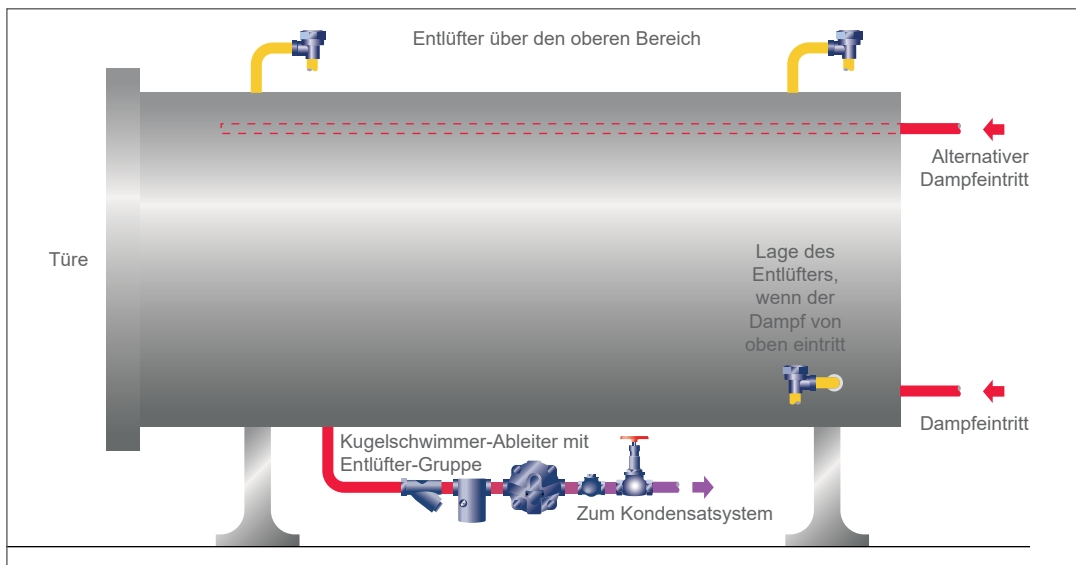 Entlüfter über den oberen Bereich
Alternativer
Dampfeintritt
Türe
Lage des
Entlüfters,
wenn der
Dampf von
oben eintritt
Dampfeintritt
Kugelschwimmer-Ableiter mit
Entlüfter-Gruppe
Zum Kondensatsystem